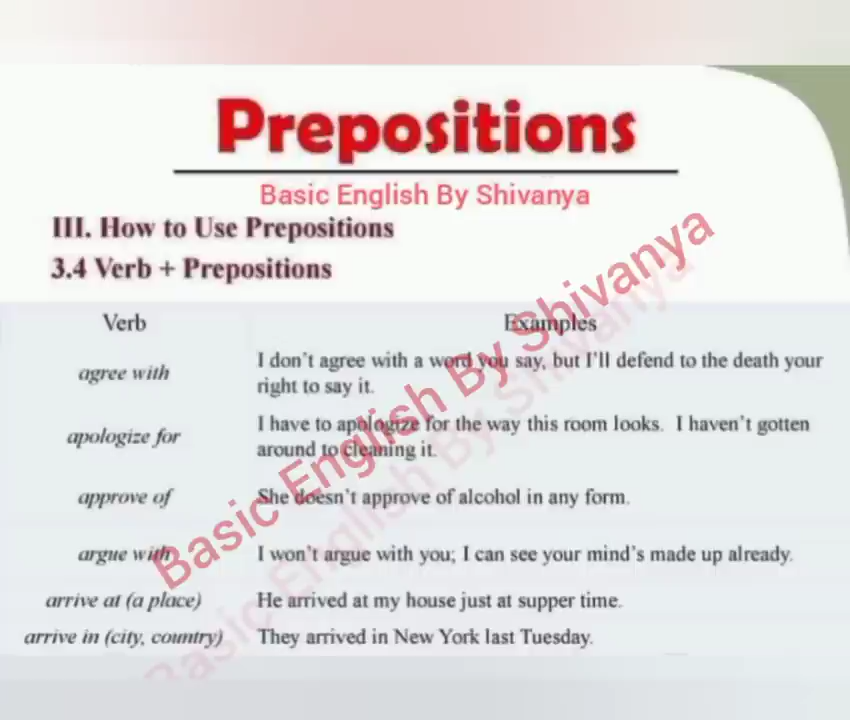 Prepositions
Basic English By Shivanya
III. How to Use Prepositions
3.4 Verb + Prepositions
Verb Examples
agree with I don't agree with a word you say, but I'll defend to the death your
right to say it.
apologize for I have to apologize for the way this room looks. I haven't gotten
around to cleaning it.
approve of She doesn't approve of alcohol in any form.
argue with I won't argue with you; I can see your mind's made up already.
arrive at (a place) He arrived at my house just at supper time.
arrive in (city, country) They arrived in New York last Tuesday.
Basic English By Shivanya
Basic English By Shivanya